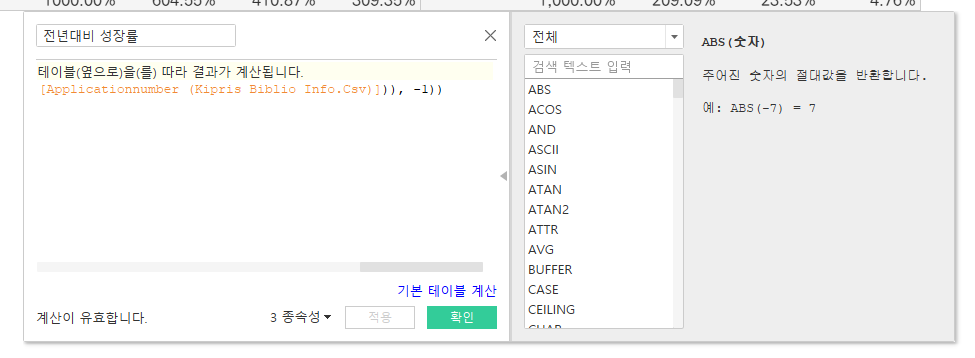 1000.00% 604.55% 410.87% 309.35% 1,000.00% 209.09% 23.53% 4.76%
전년대비 성장률
테이블(옆으로)을(를) 따라 결과가 계산됩니다.
[Applicationnumber (Kipris Biblio Info.Csv)])), -1))
기본 테이블 계산
계산이 유효합니다.
3 종속성
적용
확인
전체
검색 텍스트 입력
ABS
ACOS
AND
ASCII
ASIN
ATAN
ATAN2
ATTR
AVG
BUFFER
CASE
CEILING
CHAR
ABS(숫자)
주어진 숫자의 절대값을 반환합니다.
예: ABS(-7) = 7